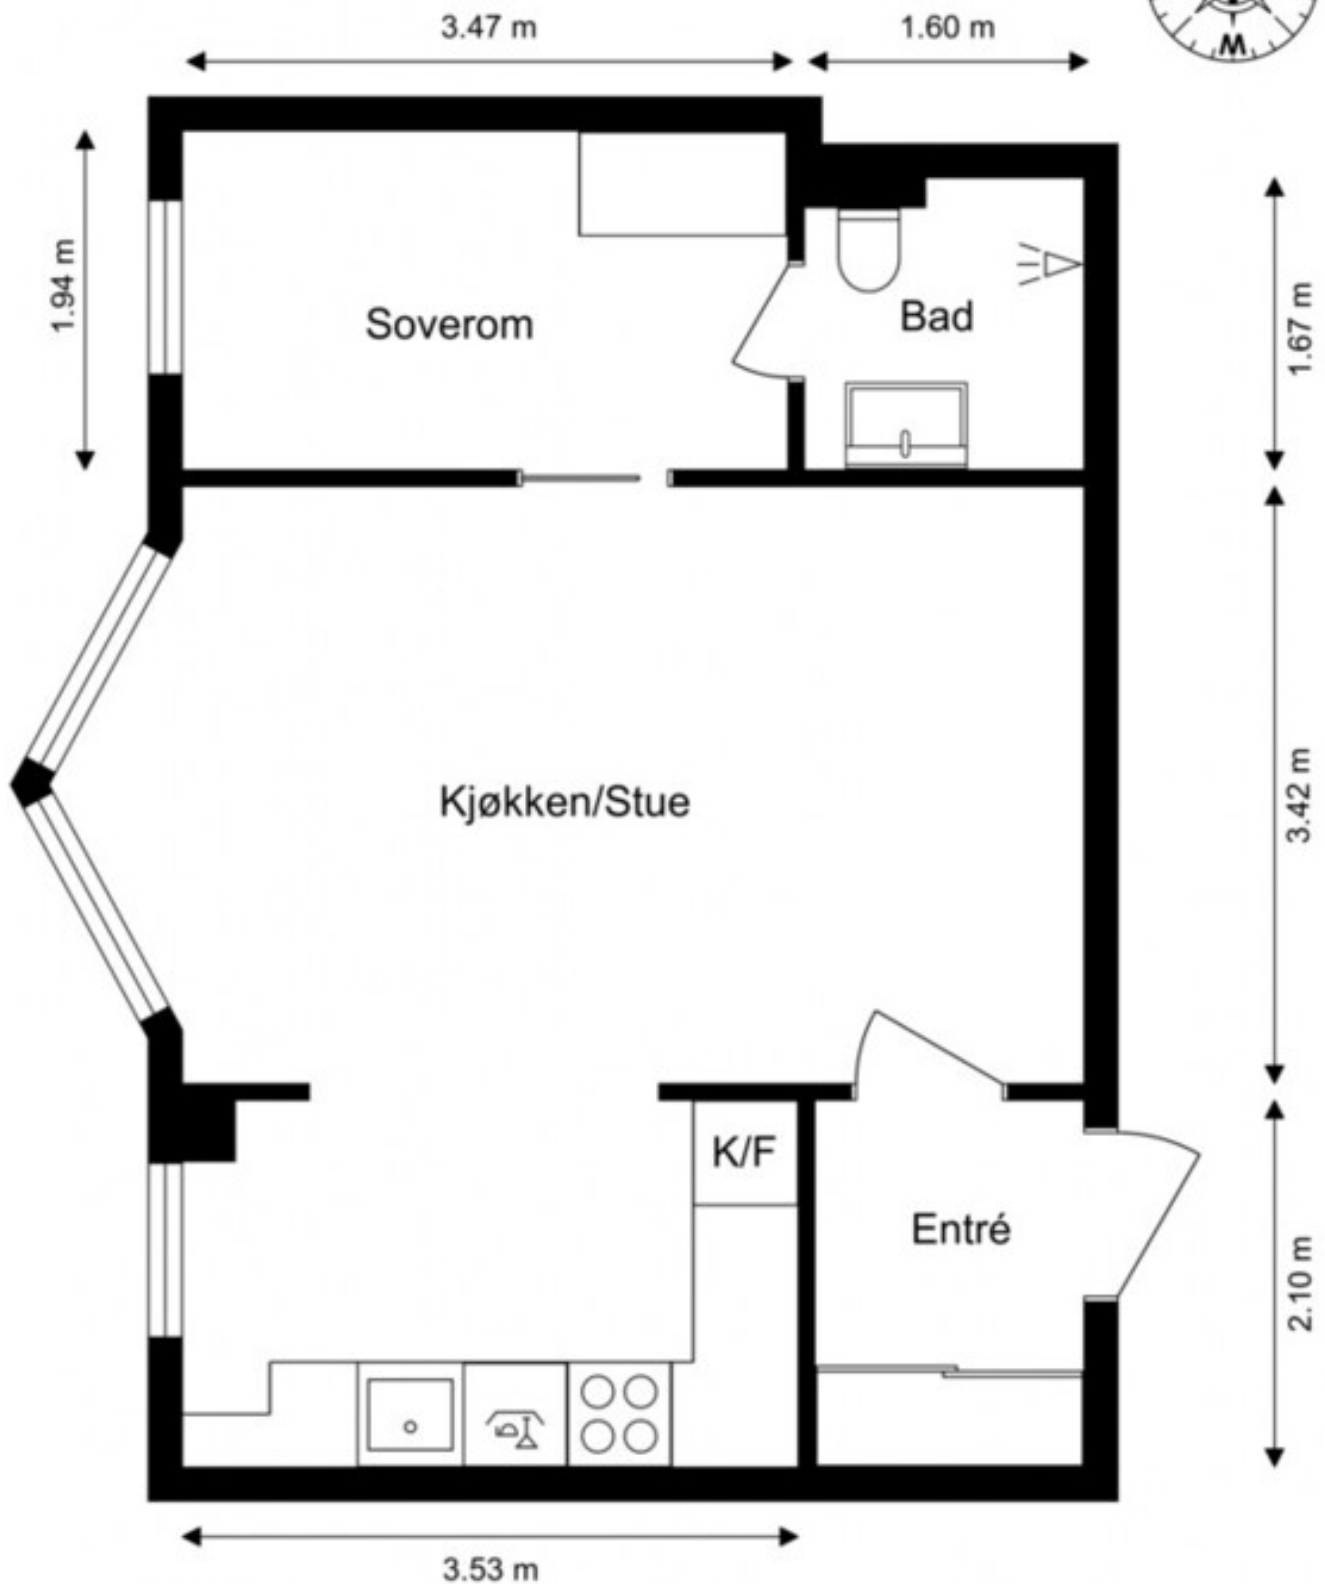 3.47 m
1.60 m
W
1.94 m
Soverom
Bad
1.67 m
Kjøkken/Stue
3.42 m
K/F
Entré
2.10 m
3.53 m